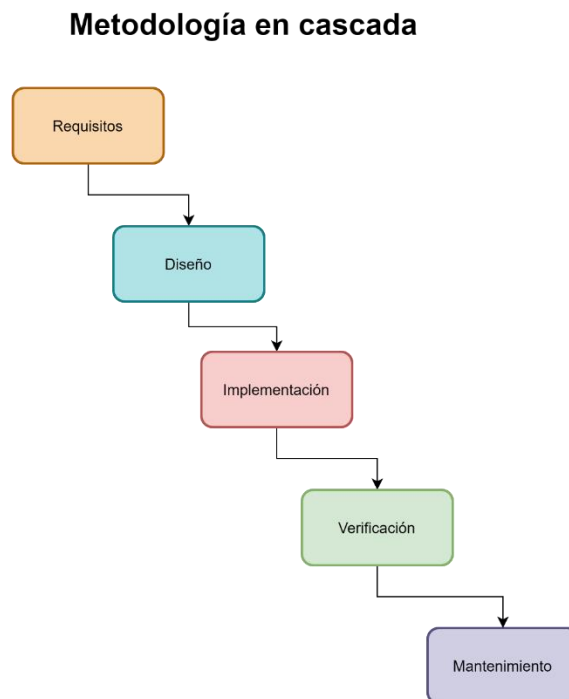 Metodología en cascada
Requisitos
Diseño
Implementación
Verificación
Mantenimiento